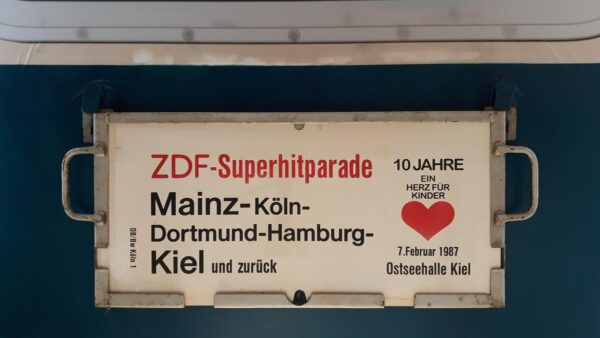 ZDF-Superhitparade
Mainz-Köln-
Dortmund-Hamburg-
Kiel und zurück
10 JAHRE
EIN
HERZ FÜR
KINDER
7. Februar 1987
Ostseehalle Kiel
DB/Bw Köln 1